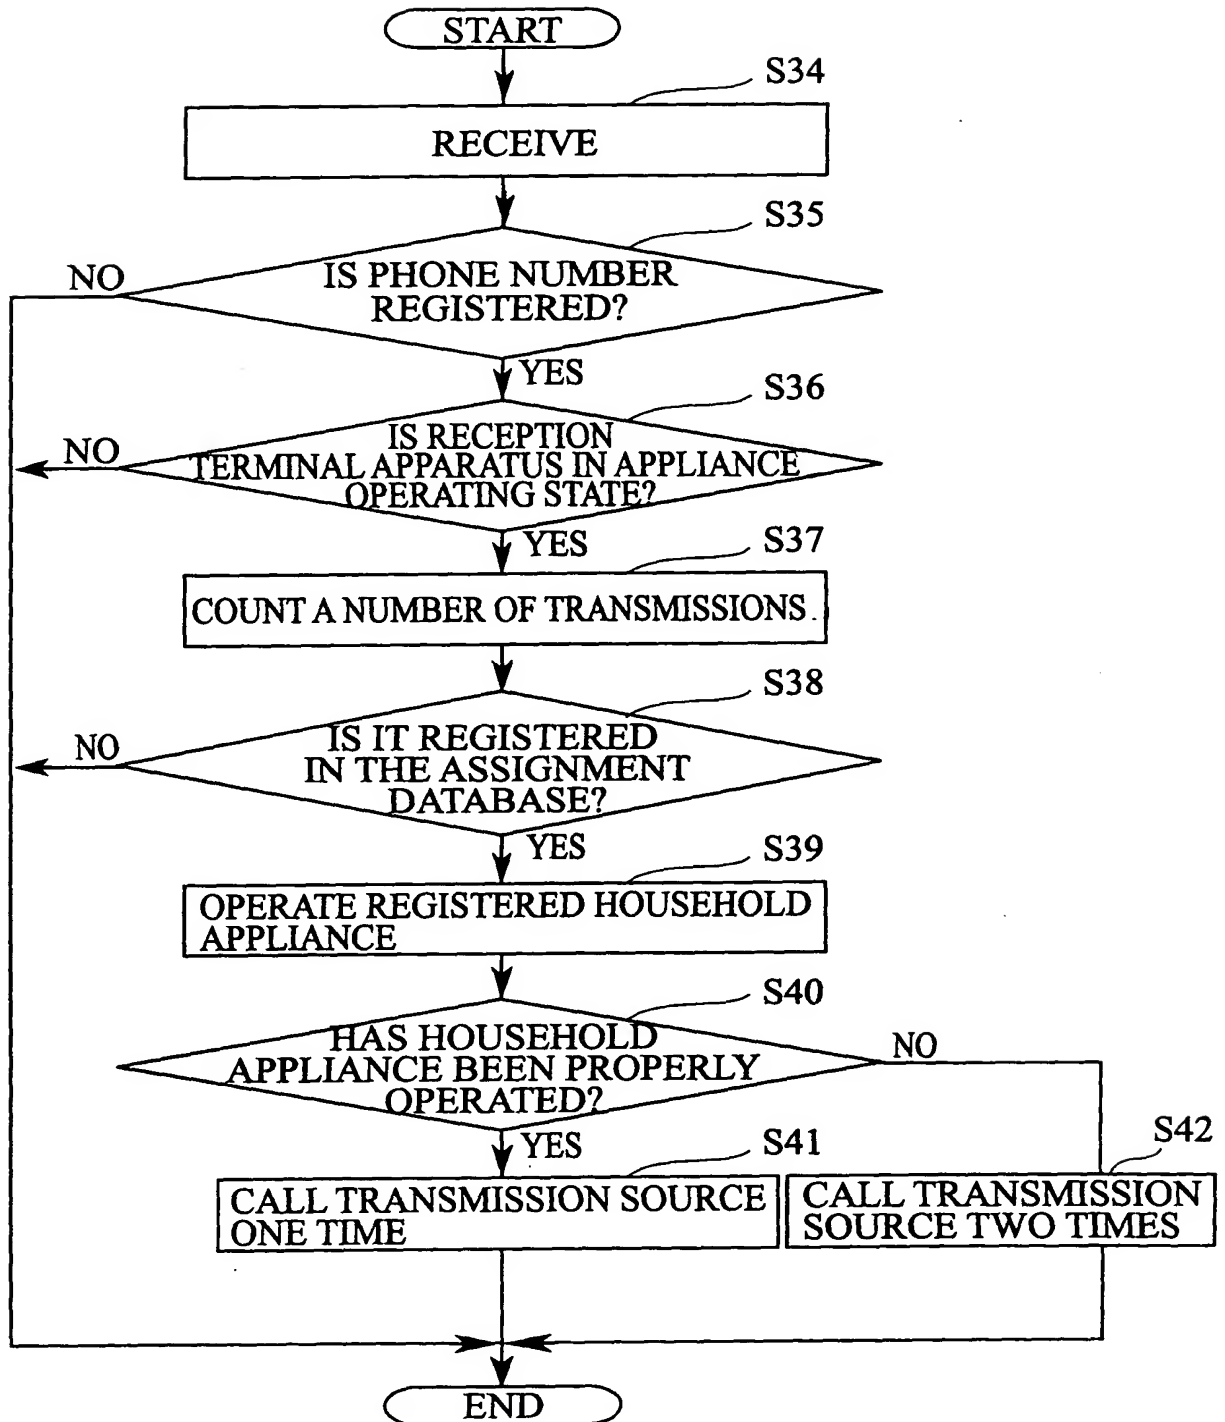 START
S34
RECEIVE
S35
NO
IS PHONE NUMBER
REGISTERED?
YES
S36
NO
IS RECEPTION
TERMINAL APPARATUS IN APPLIANCE
OPERATING STATE?
YES
S37
COUNT A NUMBER OF TRANSMISSIONS.
S38
NO
IS IT REGISTERED
IN THE ASSIGNMENT
DATABASE?
YES
S39
OPERATE REGISTERED HOUSEHOLD
APPLIANCE
S40
HAS HOUSEHOLD
APPLIANCE BEEN PROPERLY
OPERATED?
NO
YES
S41
S42
CALL TRANSMISSION SOURCE
ONE TIME
CALL TRANSMISSION
SOURCE TWO TIMES
END